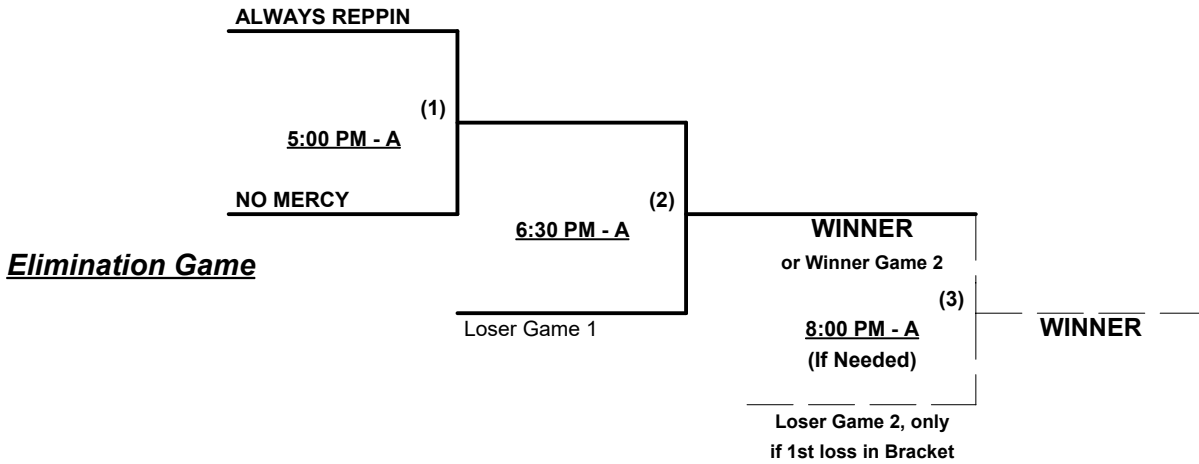 ALWAYS REPPIN
(1)
5:00 PM - A
NO MERCY
(2)
6:30 PM - A
WINNER
Elimination Game
or Winner Game 2
(3)
Loser Game 1
8:00 PM - A
WINNER
(If Needed)
Loser Game 2, only
if 1st loss in Bracket